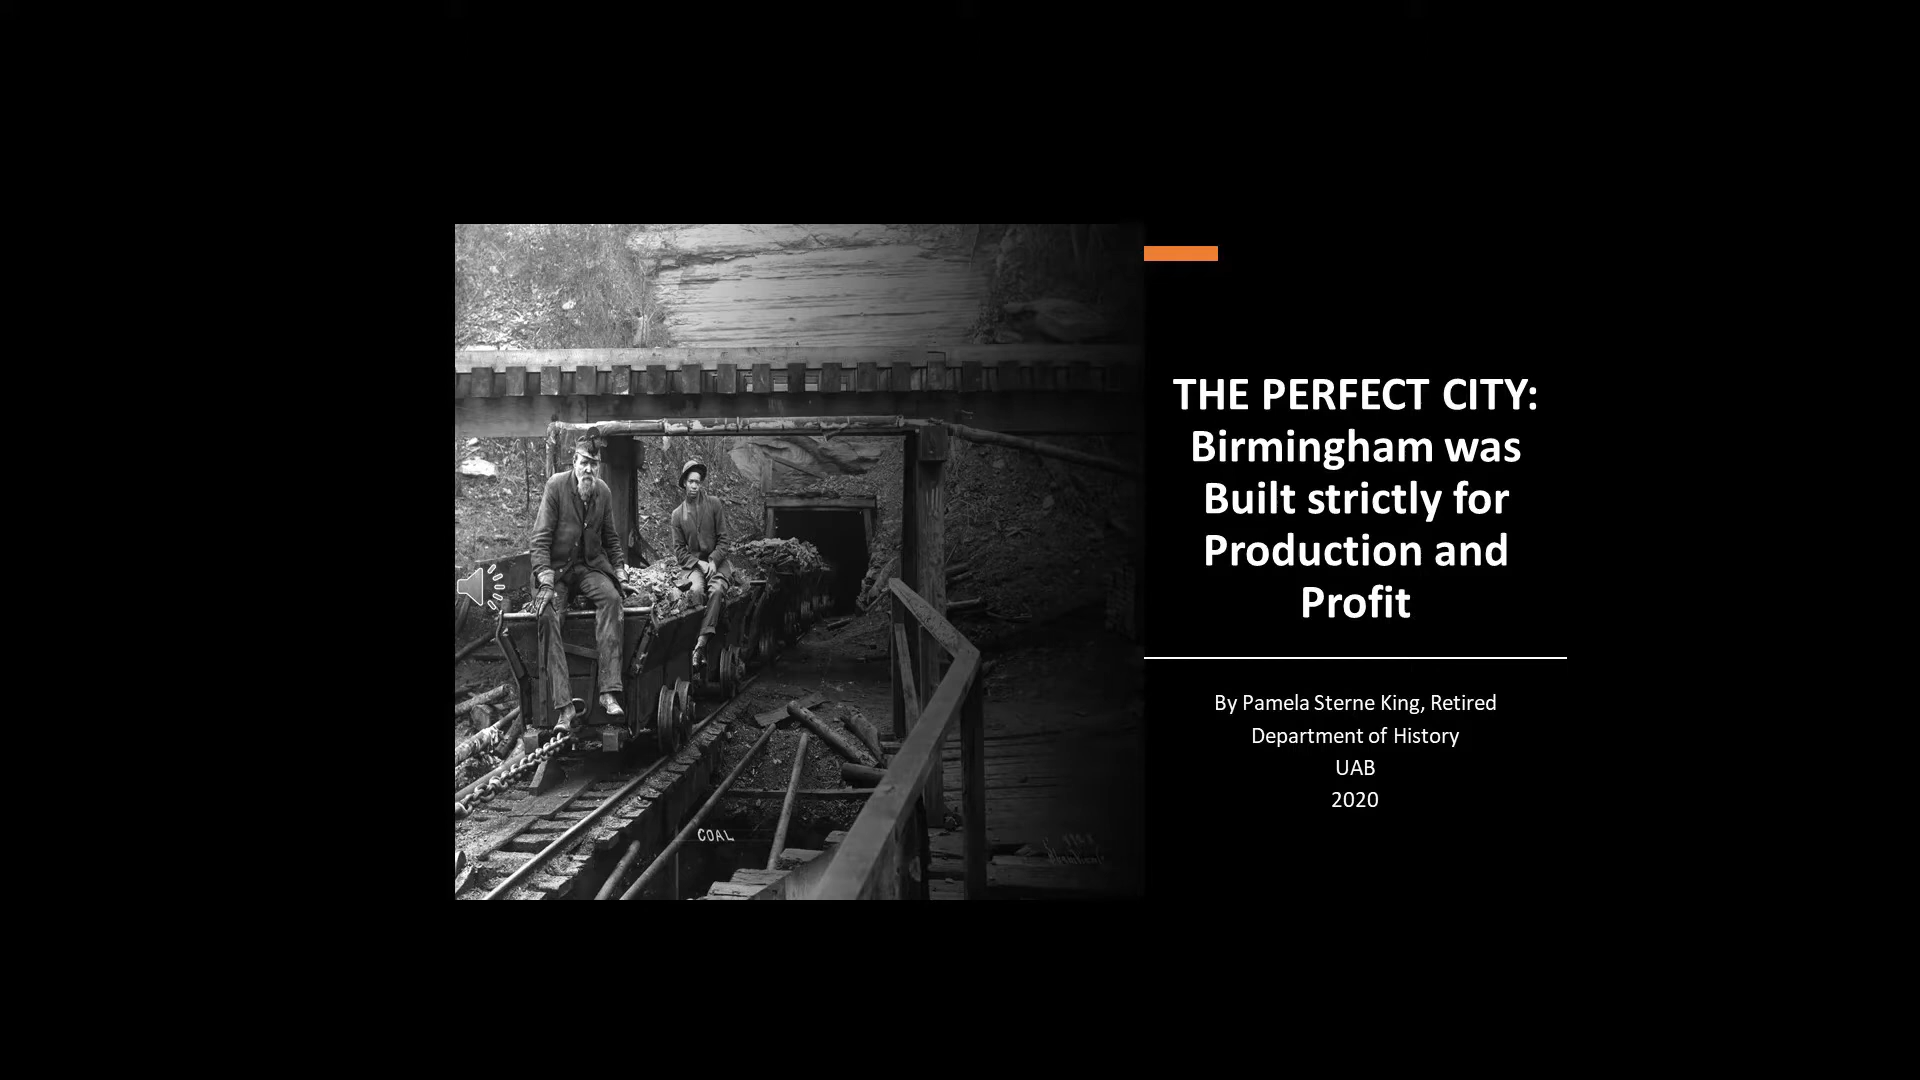 THE PERFECT CITY:
Birmingham was
Built strictly for
Production and
Profit
By Pamela Sterne King, Retired
Department of History
UAB
2020
COAL